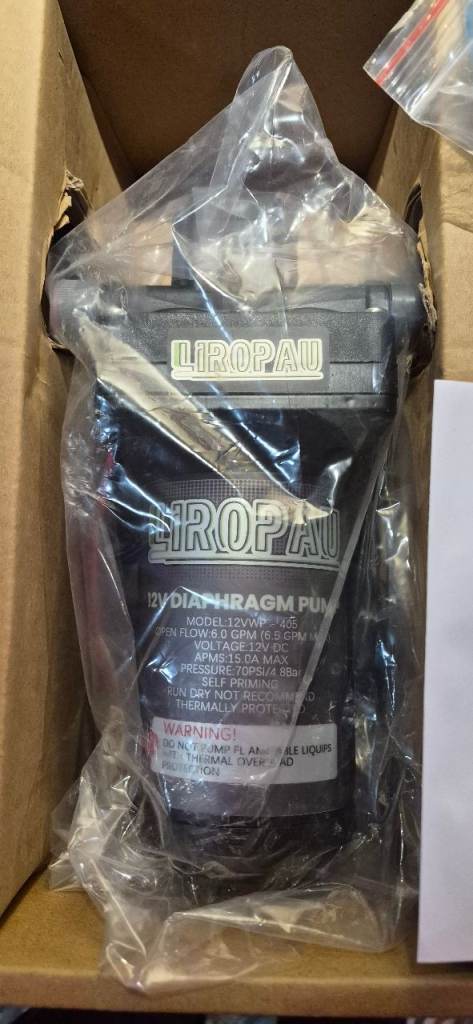 LIROPAU
LIROPAU
12V DIAPHRAGM PUMP
MODEL:12VWP - 405
OPEN FLOW:6.0 GPM (6.5 GPM MAX)
VOLTAGE:12V DC
APMS:15.0A MAX
PRESSURE:70PSI/4.8Bar
SELF PRIMING
RUN DRY NOT RECOMMEND
THERMALLY PROTECTED
WARNING!
DO NOT PUMP FLAMMABLE LIQUIPS
WITH THERMAL OVERLOAD
PROTECTION